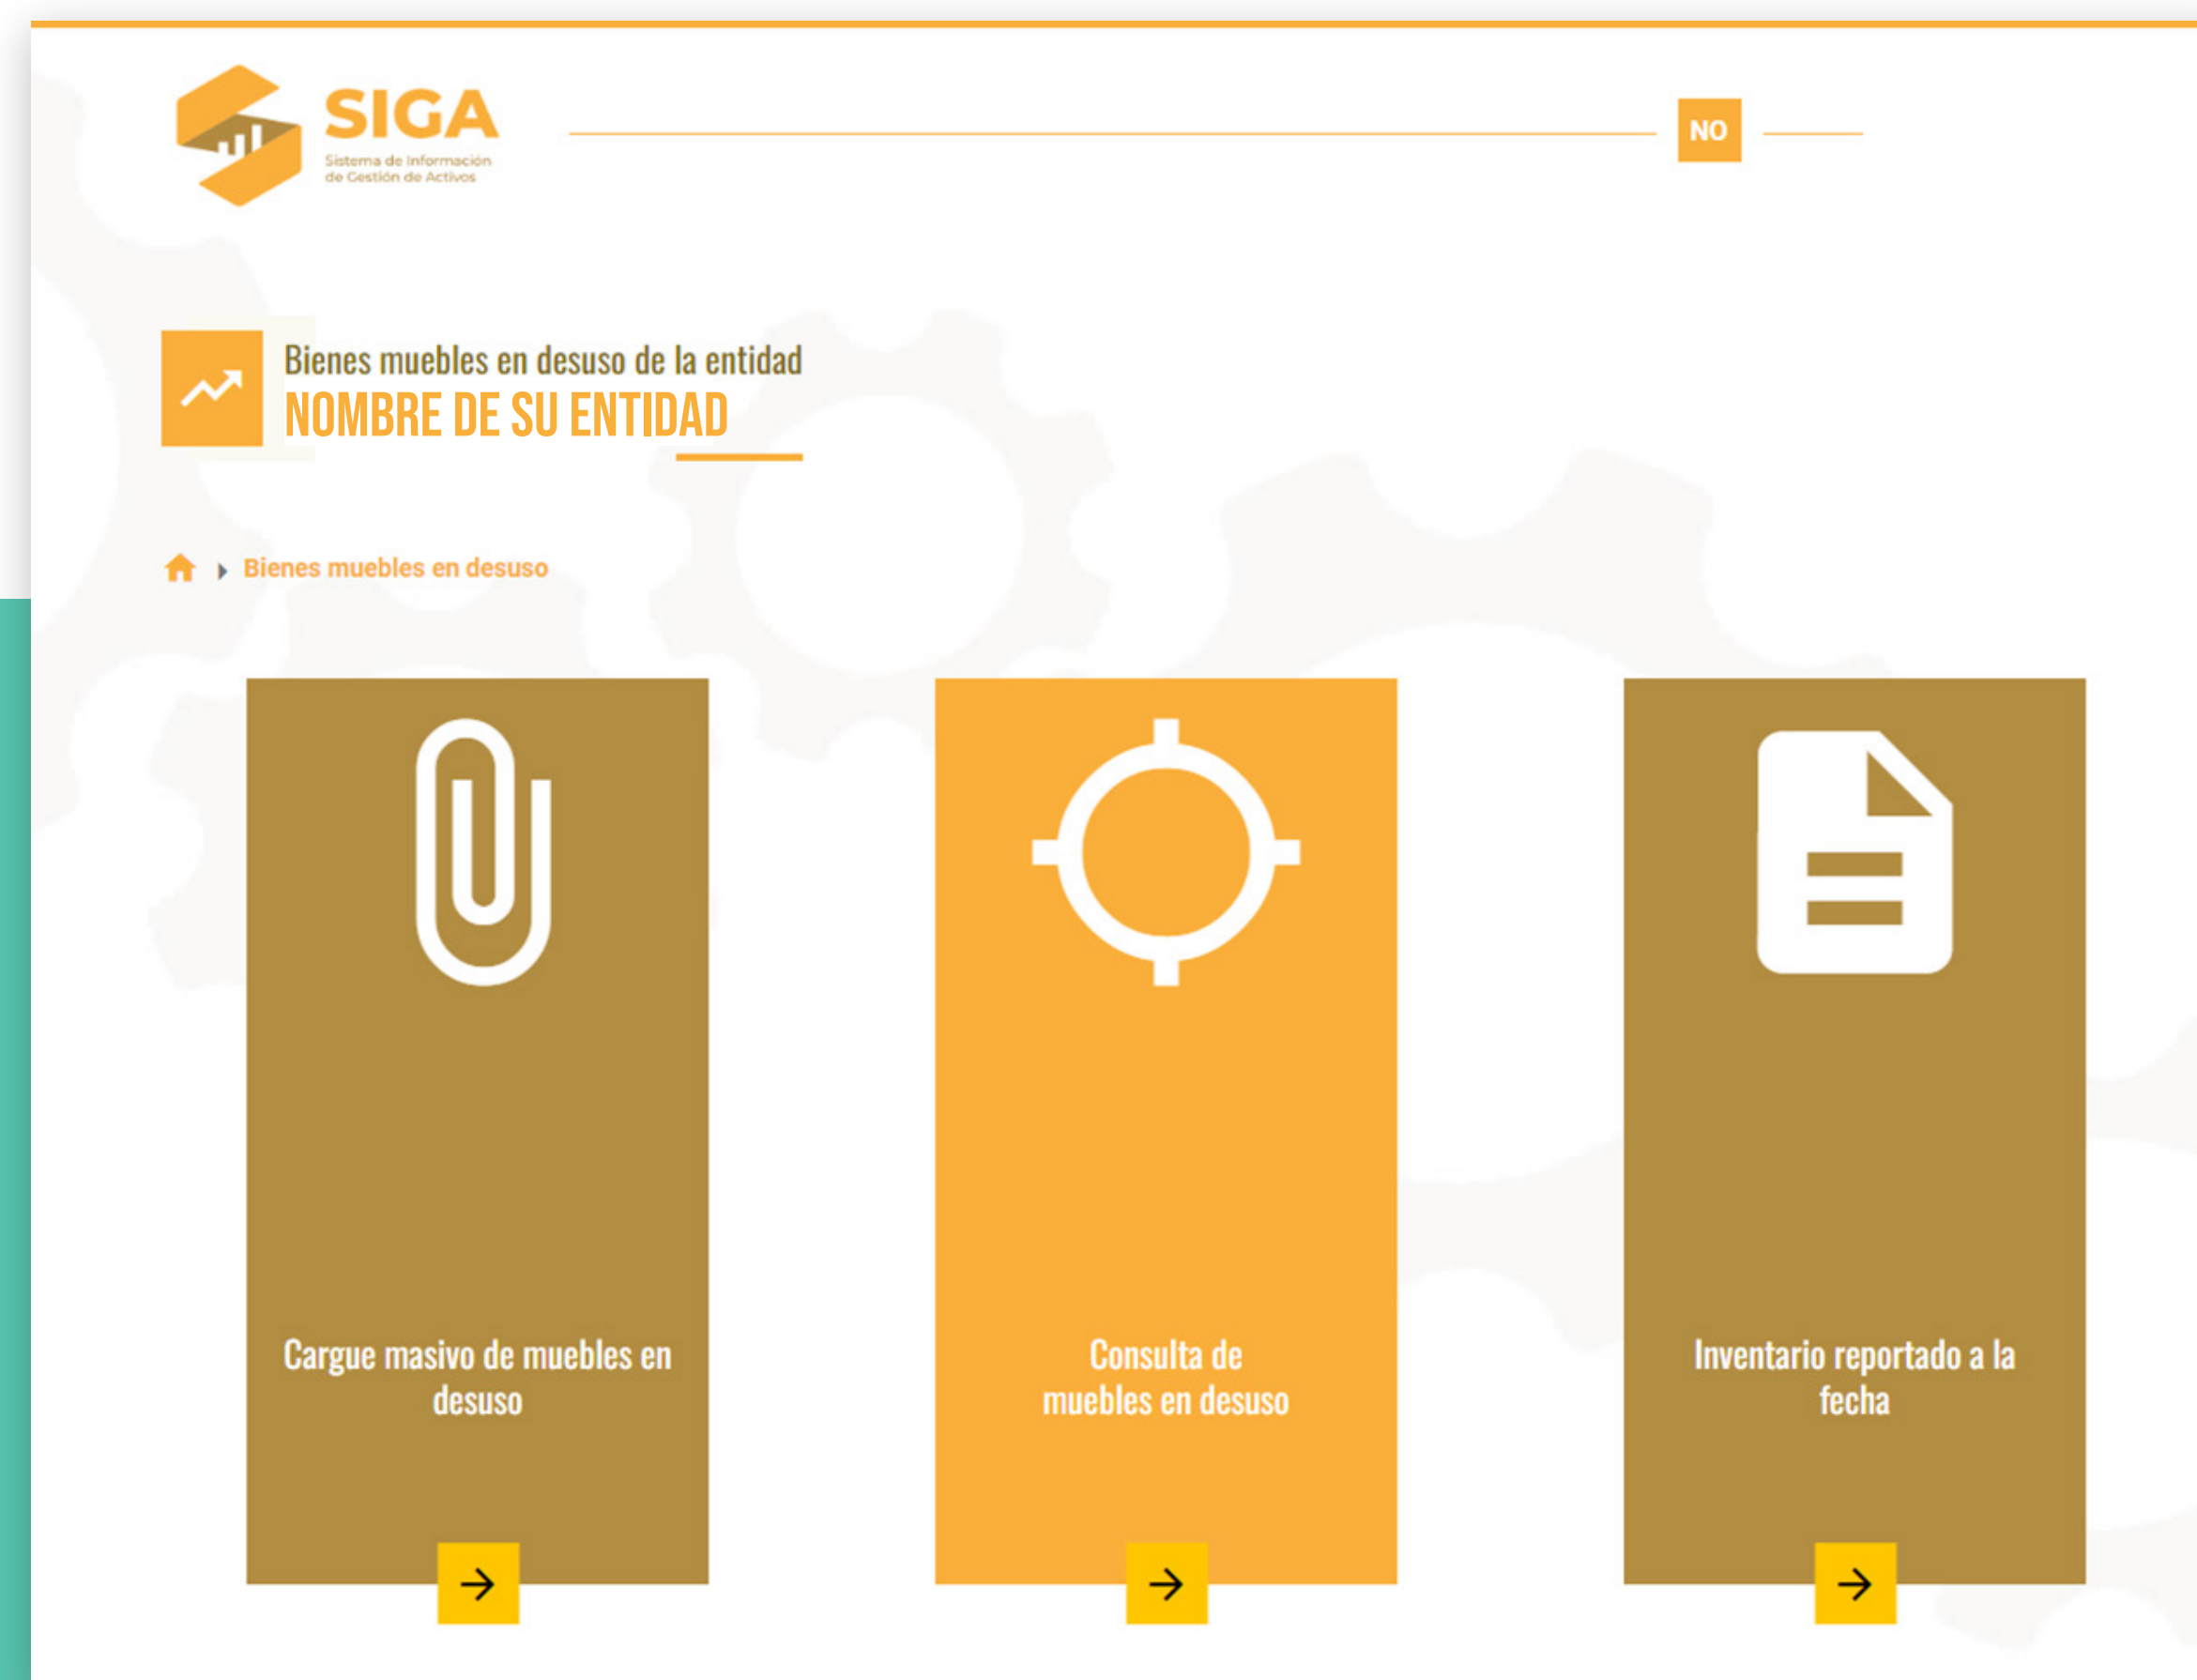 SIGA
Sistema de Información
de Gestión de Activos
NO
Bienes muebles en desuso de la entidad
NOMBRE DE SU ENTIDAD
Bienes muebles en desuso
Cargue masivo de muebles en
desuso
Consulta de
muebles en desuso
Inventario reportado a la
fecha